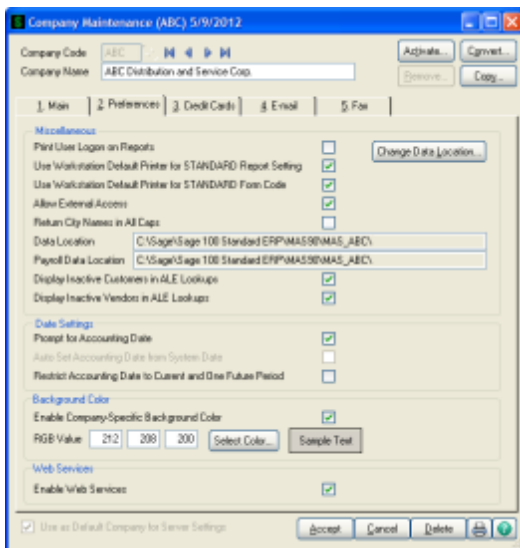 Company Maintenance (ABC) 5/9/2012
Company Code ABC Activate... Convert...
Company Name ABC Distribution and Service Corp. Remove... Copy...
1. Main 2. Preferences 3. Credit Cards 4. E-mail 5. Fax
Miscellaneous
Print User Logon on Reports Change Data Location...
Use Workstation Default Printer for STANDARD Report Setting
Use Workstation Default Printer for STANDARD Form Code
Allow External Access
Return City Names in All Caps
Data Location C:\Sage\Sage 100 Standard ERP\MAS90\MAS_ABC\
Payroll Data Location C:\Sage\Sage 100 Standard ERP\MAS90\MAS_ABC\
Display Inactive Customers in ALE Lookups
Display Inactive Vendors in ALE Lookups
Date Settings
Prompt for Accounting Date
Auto Set Accounting Date from System Date
Restrict Accounting Date to Current and One Future Period
Background Color
Enable Company-Specific Background Color
RGB Value 212 208 200 Select Color... Sample Text
Web Services
Enable Web Services
Use as Default Company for Server Settings Accept Cancel Delete